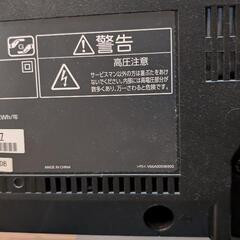 kWh/年
警告
高圧注意
サービスマン以外の方は裏ぶたをあけ
ないでください。内部には高電圧部分が
数多くあり、万一さわると危険です。
MADE IN CHINA